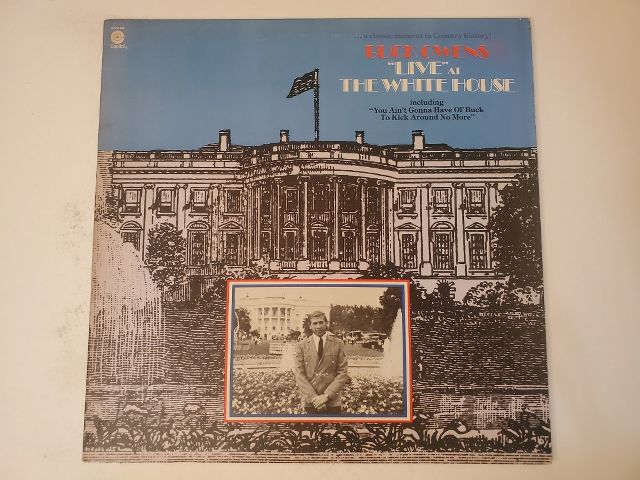 Capitol
... a classic moment in Country history!
BUCK OWENS
"LIVE" AT
THE WHITE HOUSE
including
"You Ain't Gonna Have Ol' Buck
To Kick Around No More"